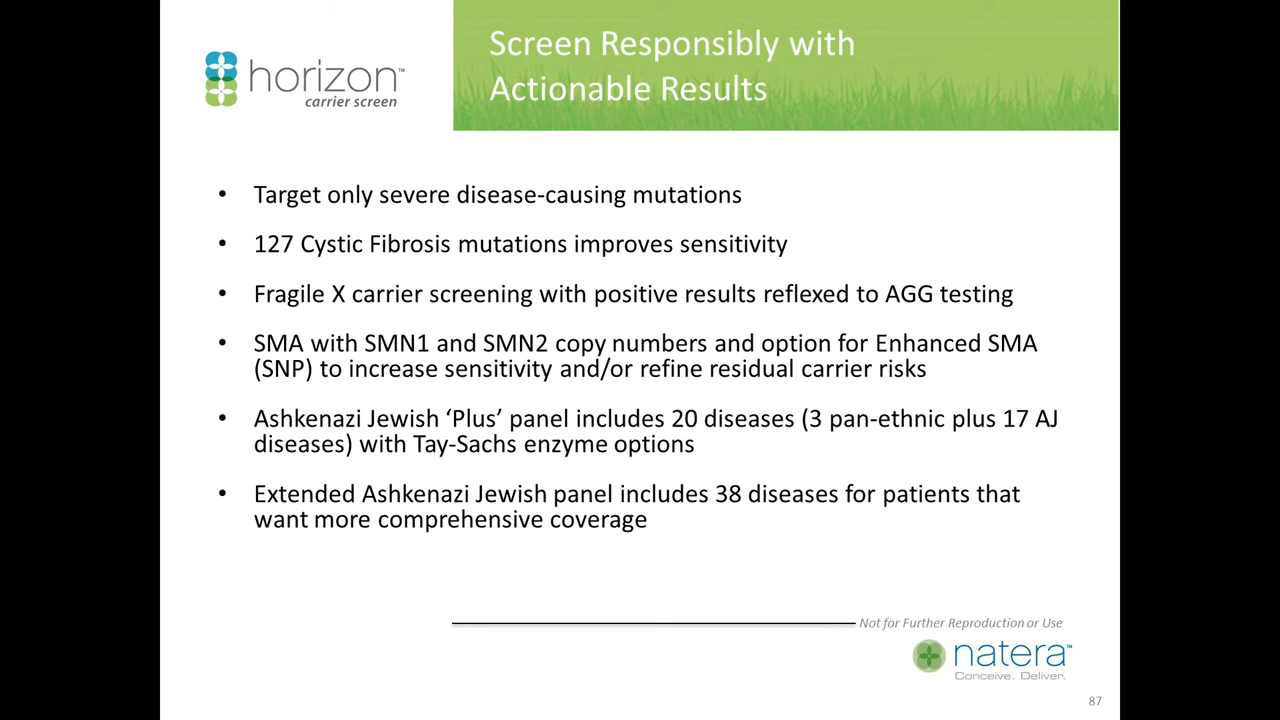 horizon™
carrier screen
Screen Responsibly with
Actionable Results
• Target only severe disease-causing mutations
• 127 Cystic Fibrosis mutations improves sensitivity
• Fragile X carrier screening with positive results reflexed to AGG testing
• SMA with SMN1 and SMN2 copy numbers and option for Enhanced SMA
(SNP) to increase sensitivity and/or refine residual carrier risks
• Ashkenazi Jewish ‘Plus’ panel includes 20 diseases (3 pan-ethnic plus 17 AJ
diseases) with Tay-Sachs enzyme options
• Extended Ashkenazi Jewish panel includes 38 diseases for patients that
want more comprehensive coverage
Not for Further Reproduction or Use
natera™
Conceive. Deliver.
87